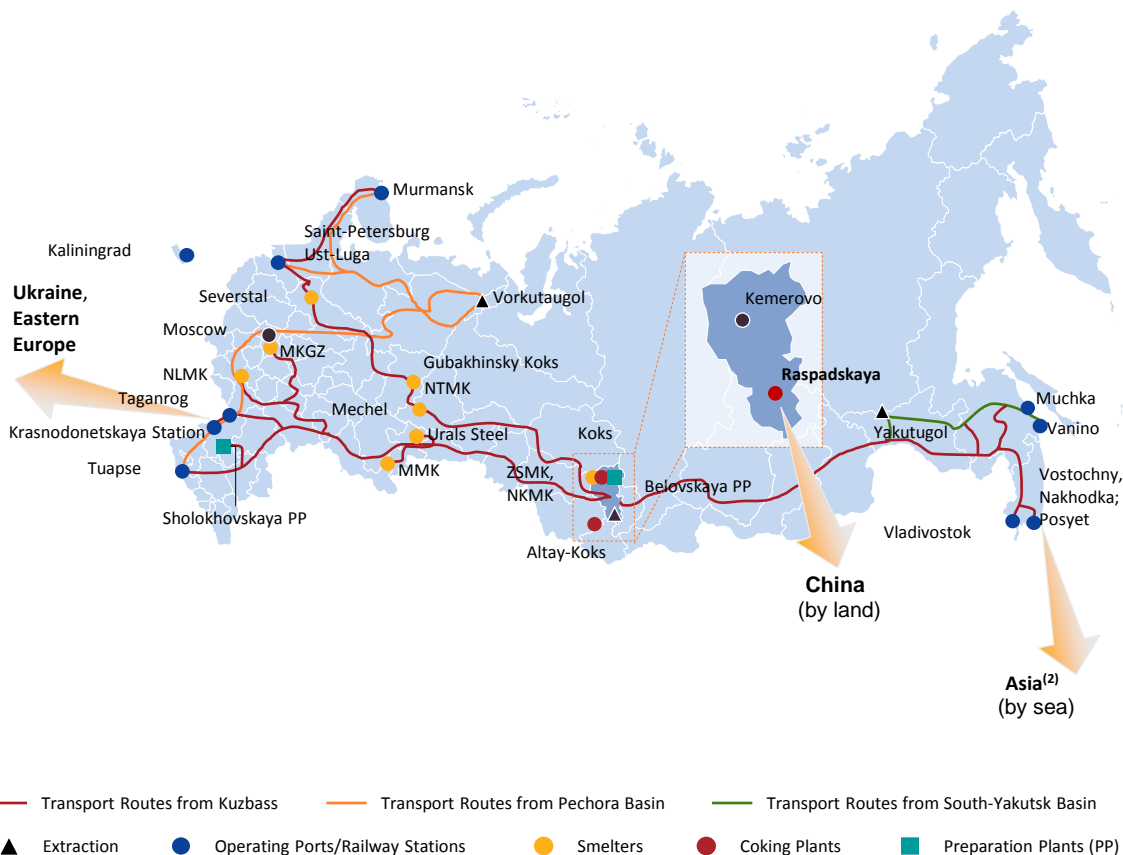 Murmansk
Saint-Petersburg
Ust-Luga
Kaliningrad
Ukraine,
Eastern
Europe
Severstal
Vorkutaugol
Moscow
MKGZ
NLMK
Gubakhinsky Koks
NTMK
Taganrog
Mechel
Krasnodonetskaya Station
Urals Steel
Tuapse
MMK
Sholokhovskaya PP
Koks
ZSMK,
NKMK
Belovskaya PP
Altay-Koks
Kemerovo
Raspadskaya
Yakutugol
Muchka
Vanino
Vostochny,
Nakhodka;
Posyet
Vladivostok
China
(by land)
Asia(2)
(by sea)
Transport Routes from Kuzbass
Transport Routes from Pechora Basin
Transport Routes from South-Yakutsk Basin
Extraction
Operating Ports/Railway Stations
Smelters
Coking Plants
Preparation Plants (PP)